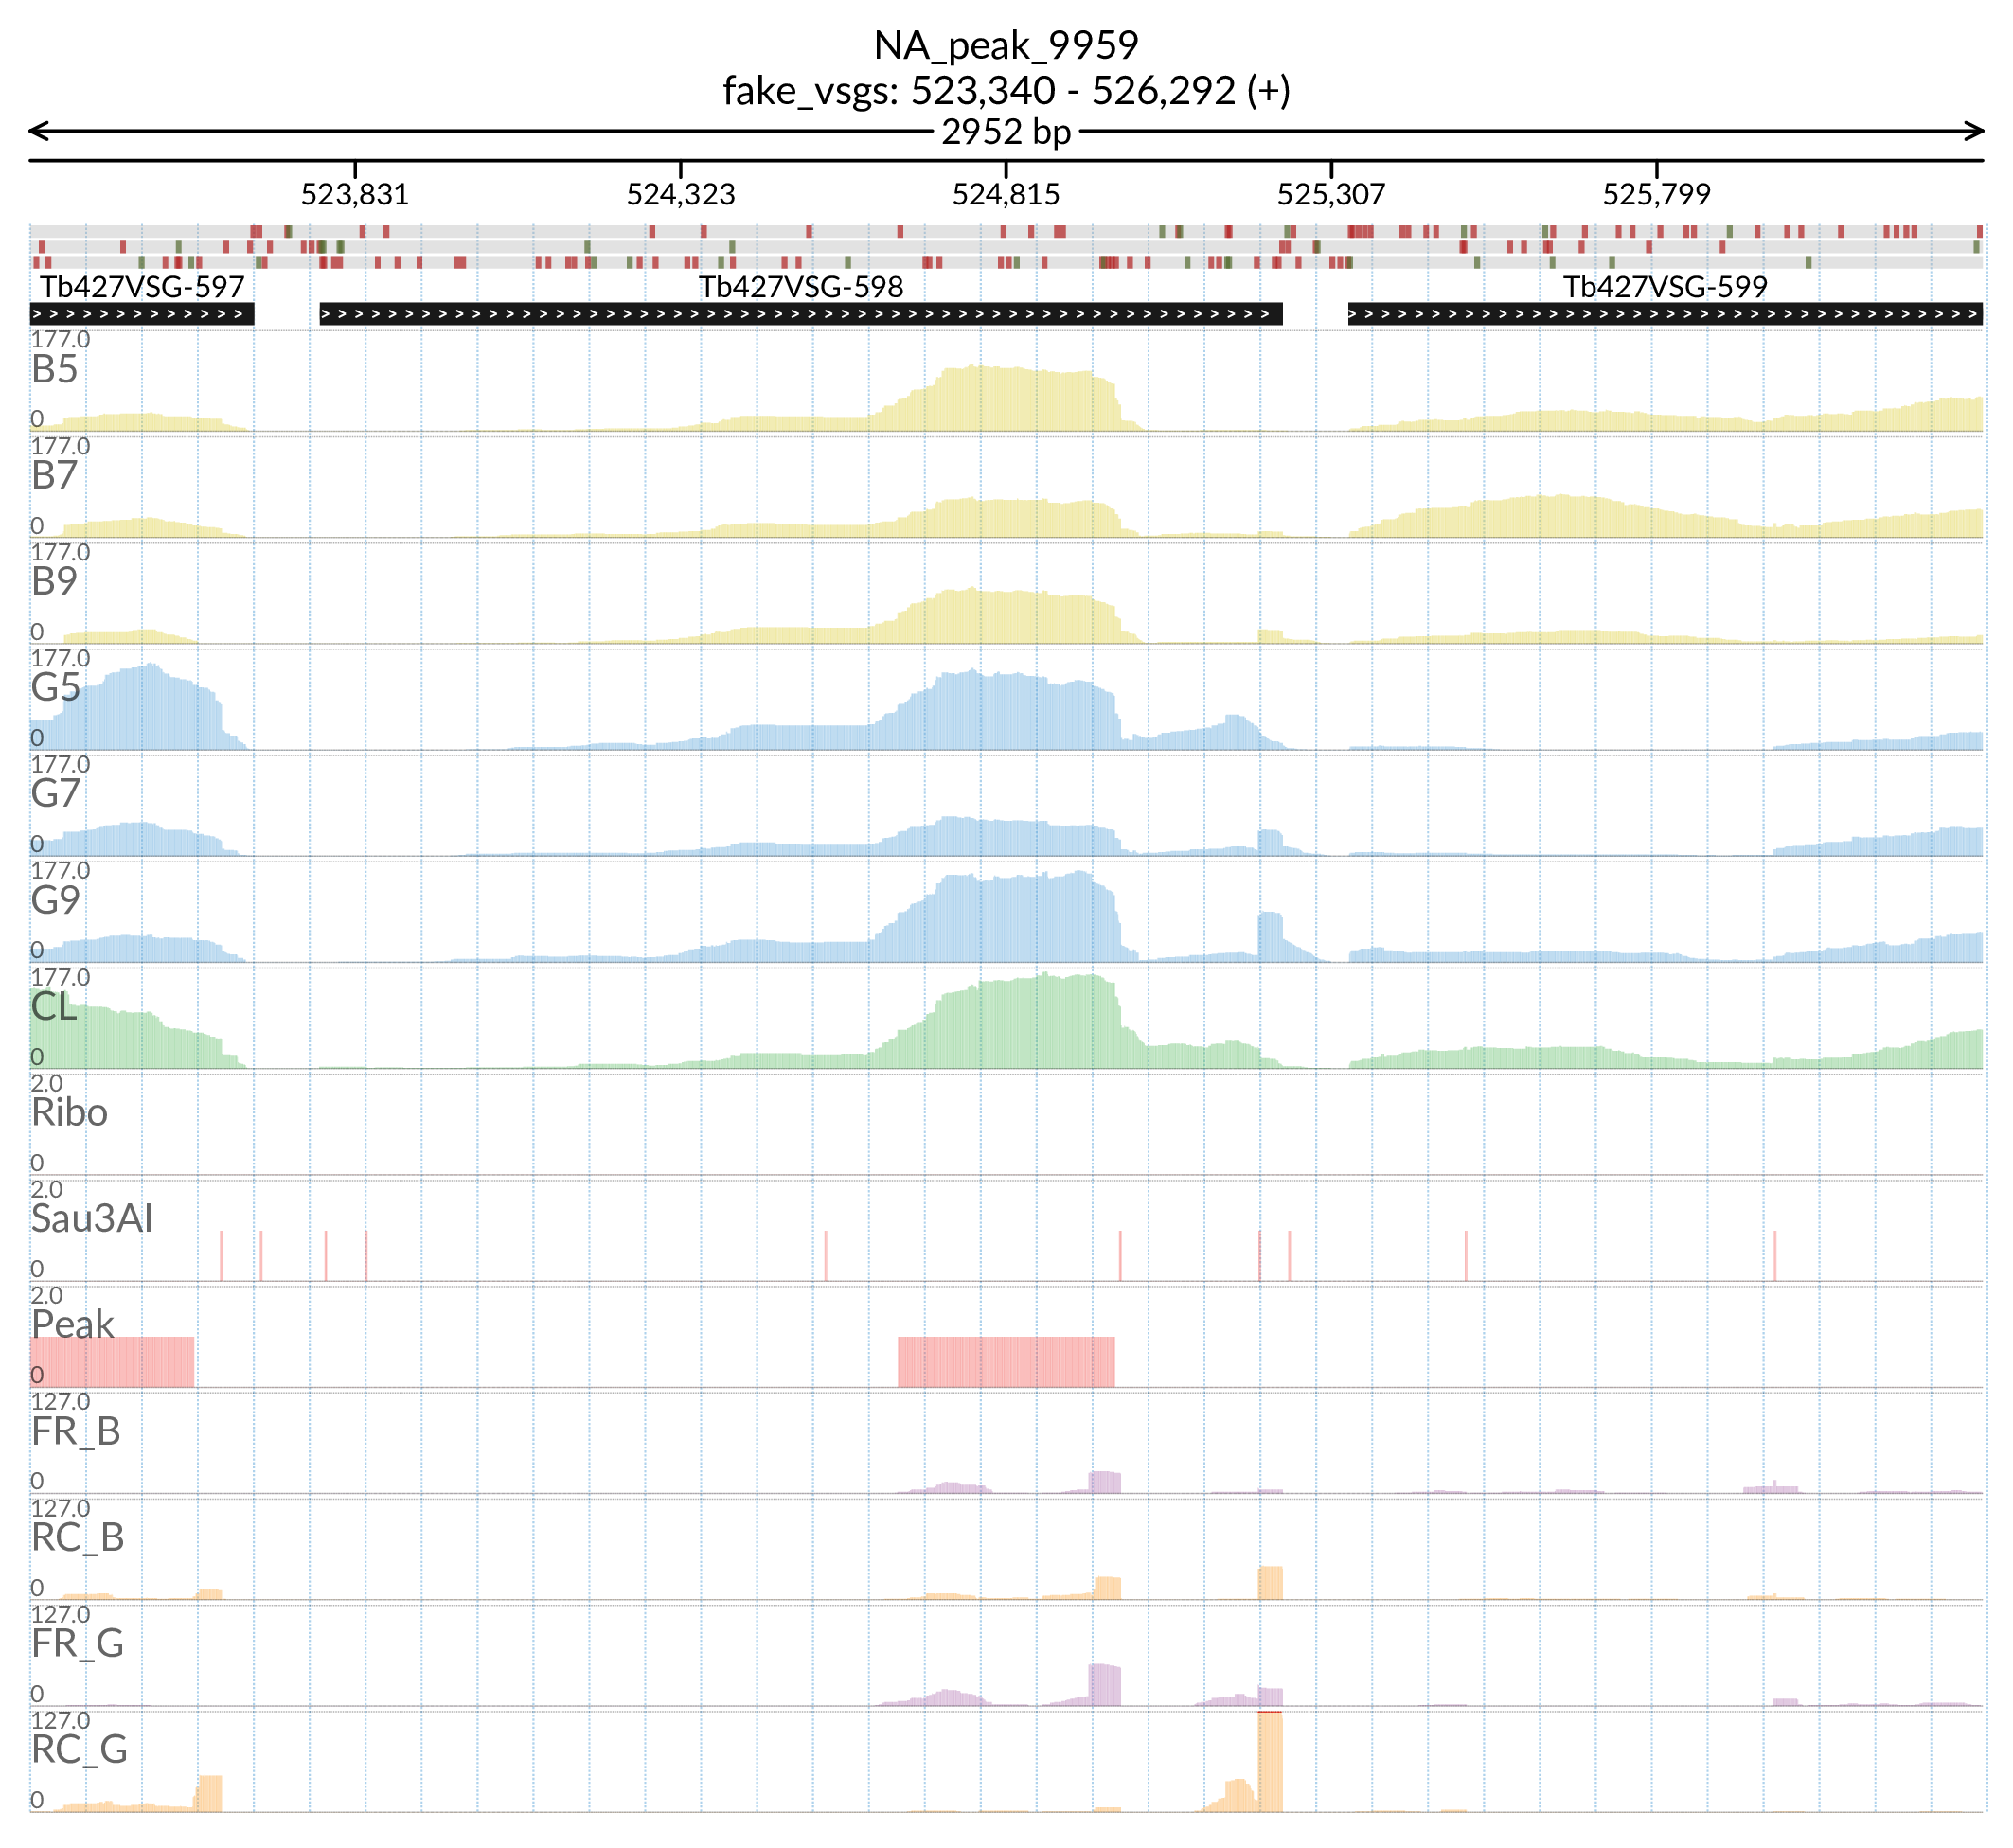 NA_peak_9959
fake_vsgs: 523,340 - 526,292 (+)
2952 bp
523,831 524,323 524,815 525,307 525,799
Tb427VSG-597 Tb427VSG-598 Tb427VSG-599
177.0
B5
0
177.0
B7
0
177.0
B9
0
177.0
G5
0
177.0
G7
0
177.0
G9
0
177.0
CL
0
2.0
Ribo
0
2.0
Sau3AI
0
2.0
Peak
0
127.0
FR_B
0
127.0
RC_B
0
127.0
FR_G
0
127.0
RC_G
0